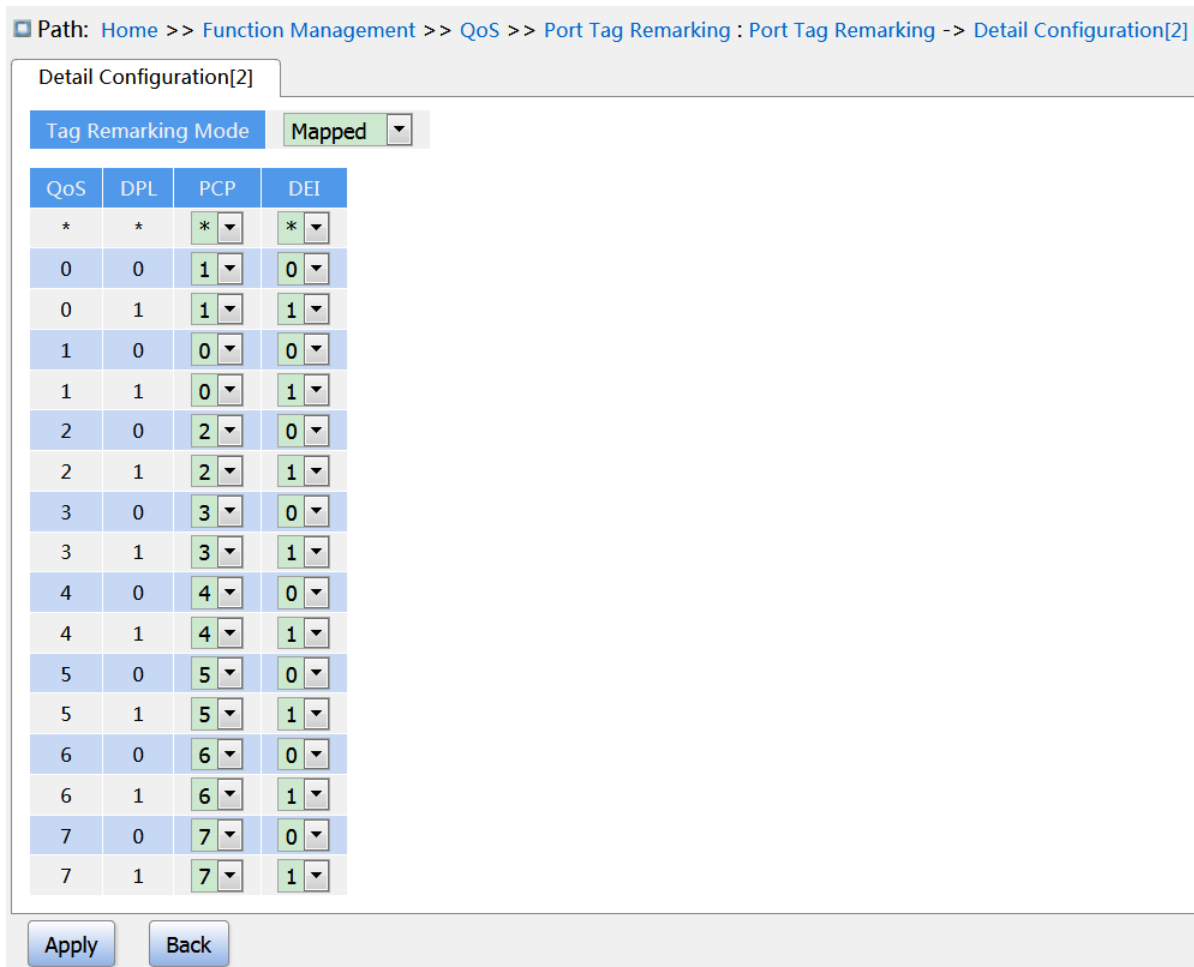 Path: Home >> Function Management >> QoS >> Port Tag Remarking : Port Tag Remarking -> Detail Configuration[2]
Detail Configuration[2]
Tag Remarking Mode Mapped
QoS DPL PCP DEI
* * * *
0 0 1 0
0 1 1 1
1 0 0 0
1 1 0 1
2 0 2 0
2 1 2 1
3 0 3 0
3 1 3 1
4 0 4 0
4 1 4 1
5 0 5 0
5 1 5 1
6 0 6 0
6 1 6 1
7 0 7 0
7 1 7 1
Apply Back